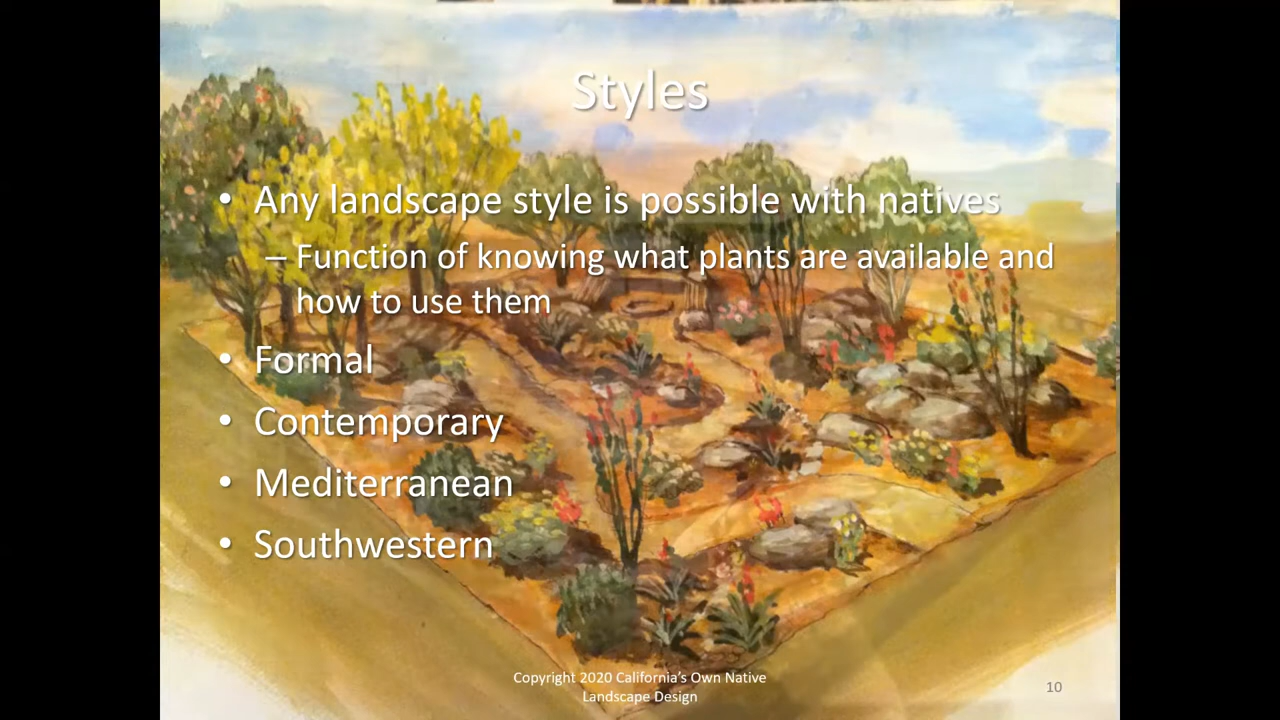 Styles
• Any landscape style is possible with natives
– Function of knowing what plants are available and
how to use them
• Formal
• Contemporary
• Mediterranean
• Southwestern
Copyright 2020 California's Own Native
Landscape Design
10